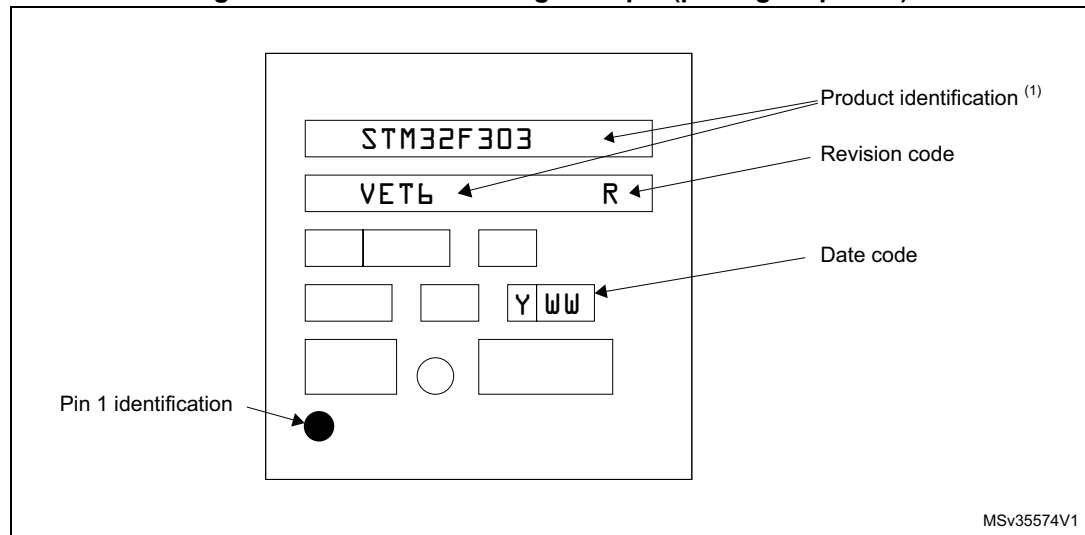 Product identification (1)
STM32F303
Revision code
VET6 R
Date code
Y WW
Pin 1 identification
MSv35574V1